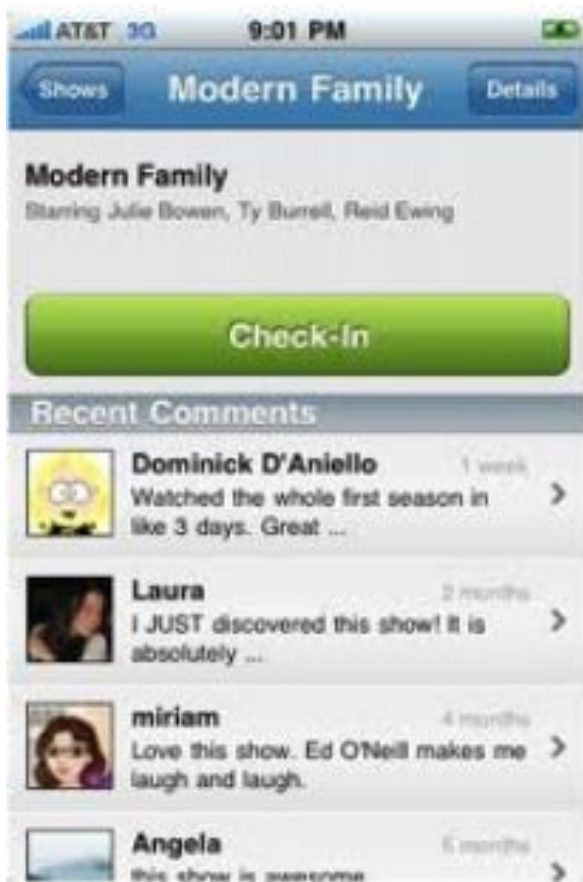 AT&T 3G 9:01 PM
Shows Modern Family Details
Modern Family
Starring Julie Bowen, Ty Burrell, Reid Ewing
Check-In
Recent Comments
Dominick D'Aniello 1 week
Watched the whole first season in
like 3 days. Great ...
Laura 2 months
I JUST discovered this show! It is
absolutely ...
miriam 4 months
Love this show. Ed O'Neill makes me
laugh and laugh.
Angela 5 months
this show is awesome